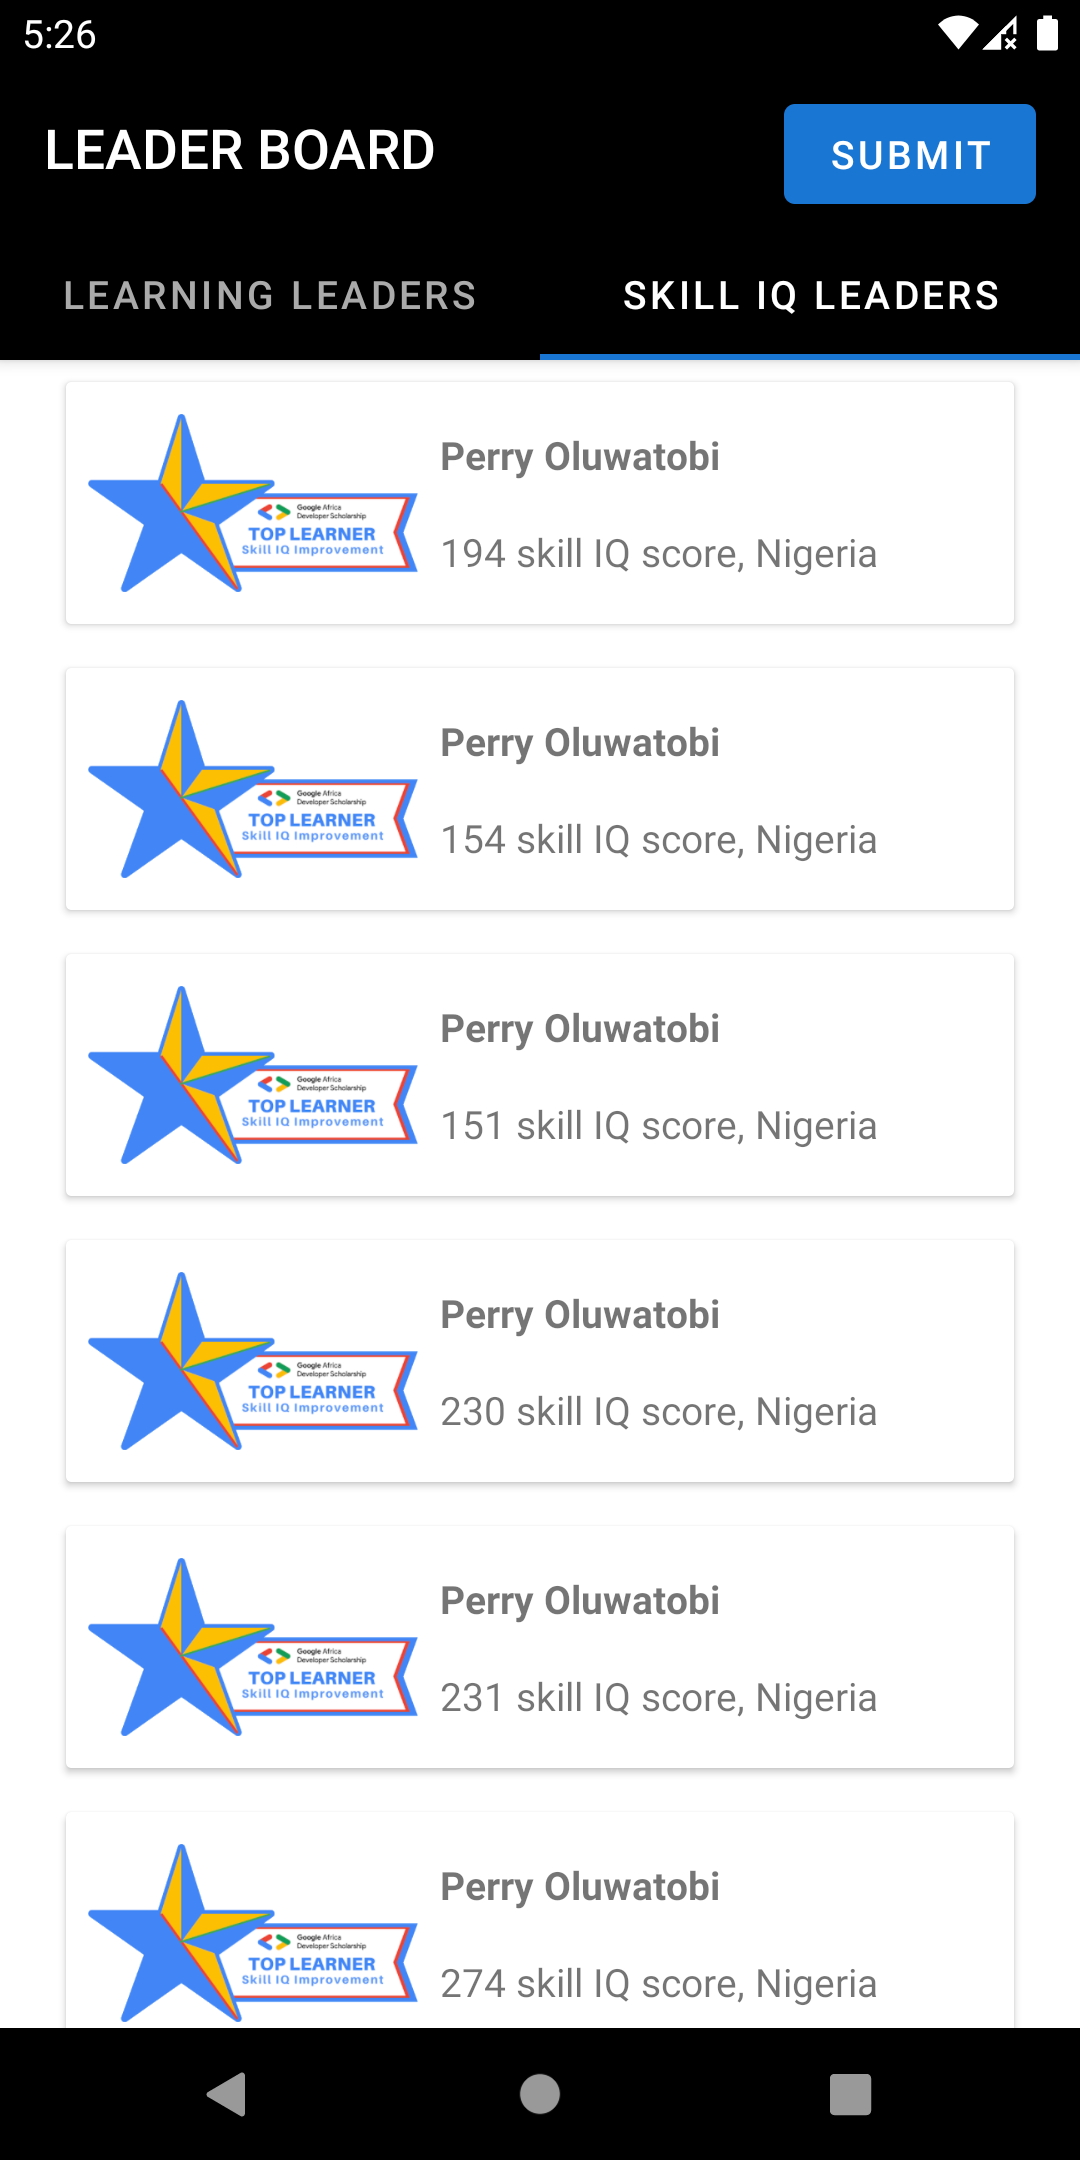 5:26
LEADER BOARD
SUBMIT
LEARNING LEADERS
SKILL IQ LEADERS
Perry Oluwatobi
Google Africa
Developer Scholarship
TOP LEARNER
Skill IQ Improvement
194 skill IQ score, Nigeria
Perry Oluwatobi
Google Africa
Developer Scholarship
TOP LEARNER
Skill IQ Improvement
154 skill IQ score, Nigeria
Perry Oluwatobi
Google Africa
Developer Scholarship
TOP LEARNER
Skill IQ Improvement
151 skill IQ score, Nigeria
Perry Oluwatobi
Google Africa
Developer Scholarship
TOP LEARNER
Skill IQ Improvement
230 skill IQ score, Nigeria
Perry Oluwatobi
Google Africa
Developer Scholarship
TOP LEARNER
Skill IQ Improvement
231 skill IQ score, Nigeria
Perry Oluwatobi
Google Africa
Developer Scholarship
TOP LEARNER
Skill IQ Improvement
274 skill IQ score, Nigeria